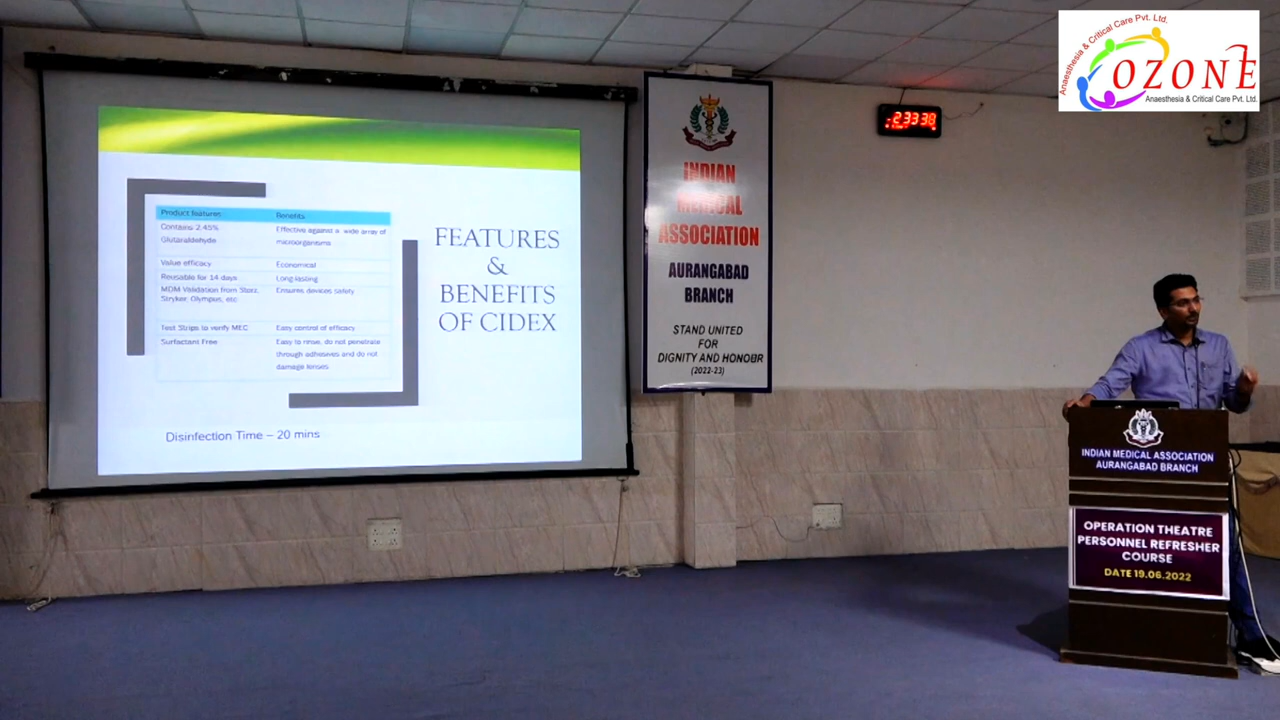 Anaesthesia & Critical Care Pvt. Ltd.
OZONE
Anaesthesia & Critical Care Pvt. Ltd.
Product features
Benefits
Contains 2.45%
Glutaraldehyde
Effective against a wide array of
microorganisms
Value efficacy
Economical
Reusable for 14 days
Long-lasting
MDM Validation from Storz,
Stryker, Olympus, etc
Ensures devices safety
Test Strips to verify MEC
Easy control of efficacy
Surfactant Free
Easy to rinse, do not penetrate
through adhesives and do not
damage lenses
FEATURES
&
BENEFITS
OF CIDEX
Disinfection Time – 20 mins
INDIAN
MEDICAL
ASSOCIATION
AURANGABAD
BRANCH
STAND UNITED
FOR
DIGNITY AND HONOUR
(2022-23)
INDIAN MEDICAL ASSOCIATION
AURANGABAD BRANCH
OPERATION THEATRE
PERSONNEL REFRESHER
COURSE
DATE 19.06.2022